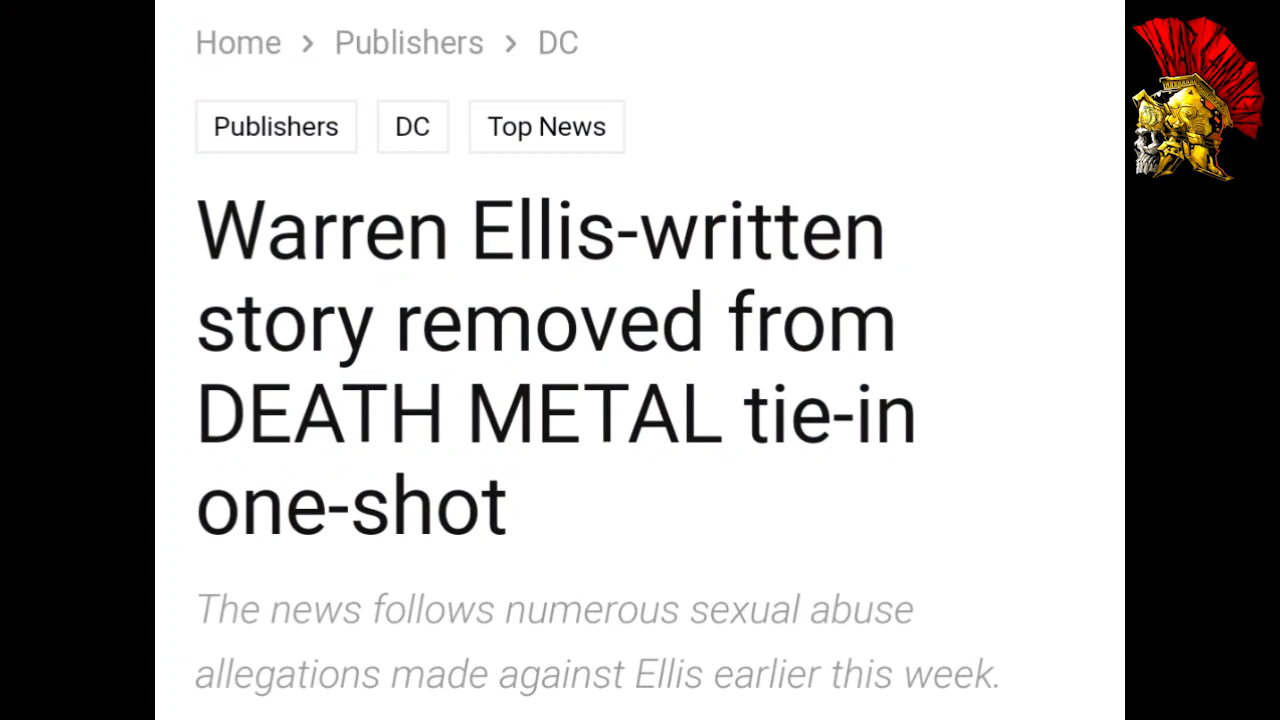 Home > Publishers > DC
Publishers DC Top News
Warren Ellis-written
story removed from
DEATH METAL tie-in
one-shot
The news follows numerous sexual abuse
allegations made against Ellis earlier this week.